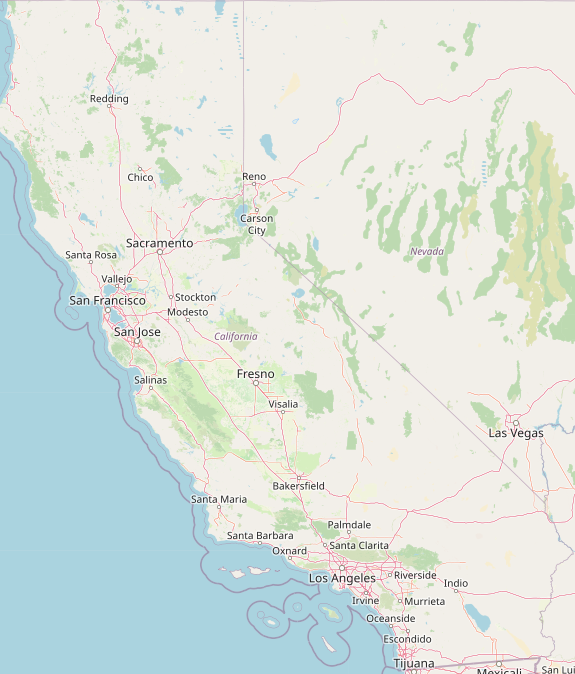 Redding
Chico
Reno
Carson
City
Sacramento
Nevada
Santa Rosa
Vallejo
San Francisco
Stockton
Modesto
San Jose
California
Fresno
Salinas
Visalia
Las Vegas
Bakersfield
Santa Maria
Palmdale
Santa Barbara
Santa Clarita
Oxnard
Los Angeles
Riverside
Indio
Irvine
Murrieta
Oceanside
Escondido
Tijuana
Mexicali
San Lui